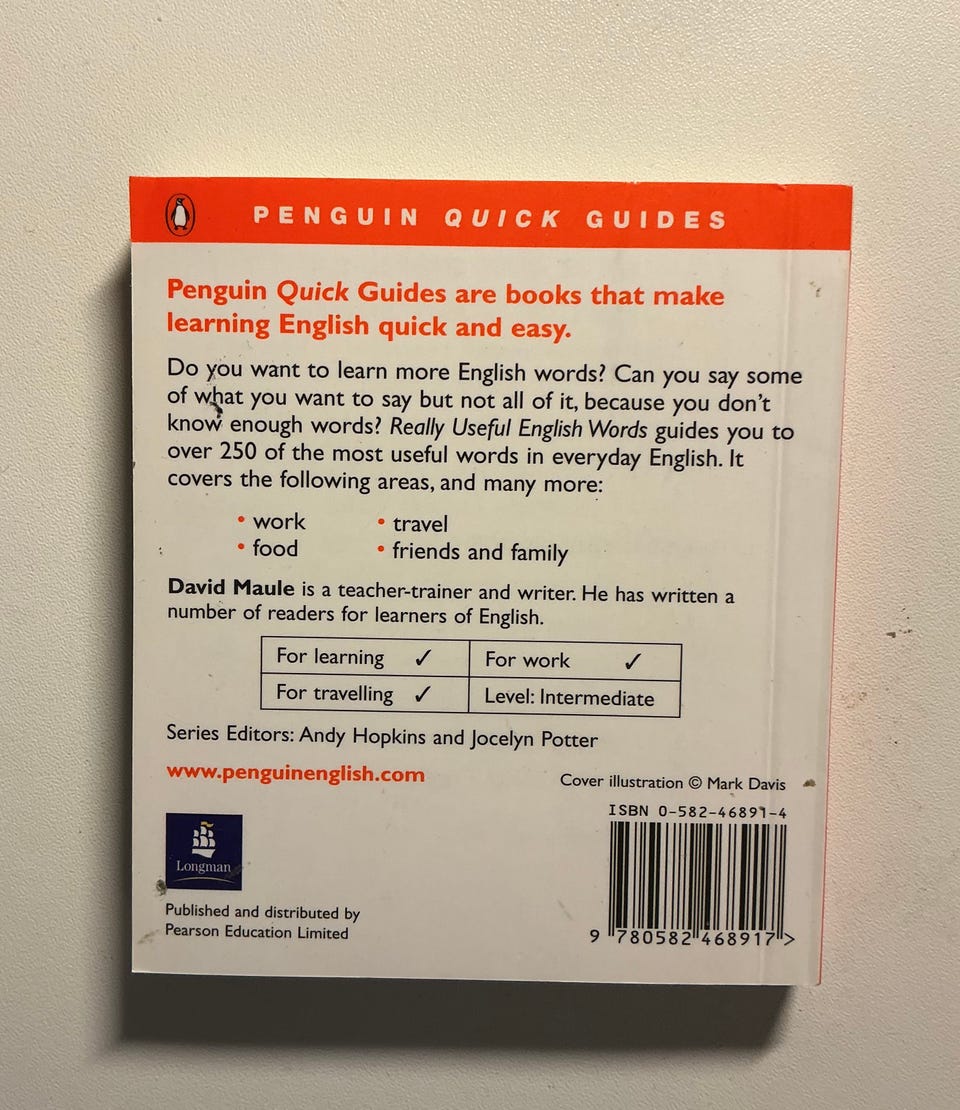 PENGUIN QUICK GUIDES
Penguin Quick Guides are books that make
learning English quick and easy.
Do you want to learn more English words? Can you say some
of what you want to say but not all of it, because you don't
know enough words? Really Useful English Words guides you to
over 250 of the most useful words in everyday English. It
covers the following areas, and many more:
• work • travel
• food • friends and family
David Maule is a teacher-trainer and writer. He has written a
number of readers for learners of English.
For learning ✓ For work ✓
For travelling ✓ Level: Intermediate
Series Editors: Andy Hopkins and Jocelyn Potter
www.penguinenglish.com
Cover illustration © Mark Davis
ISBN 0-582-46891-4
Longman
Published and distributed by
Pearson Education Limited
9 780582 468917 >